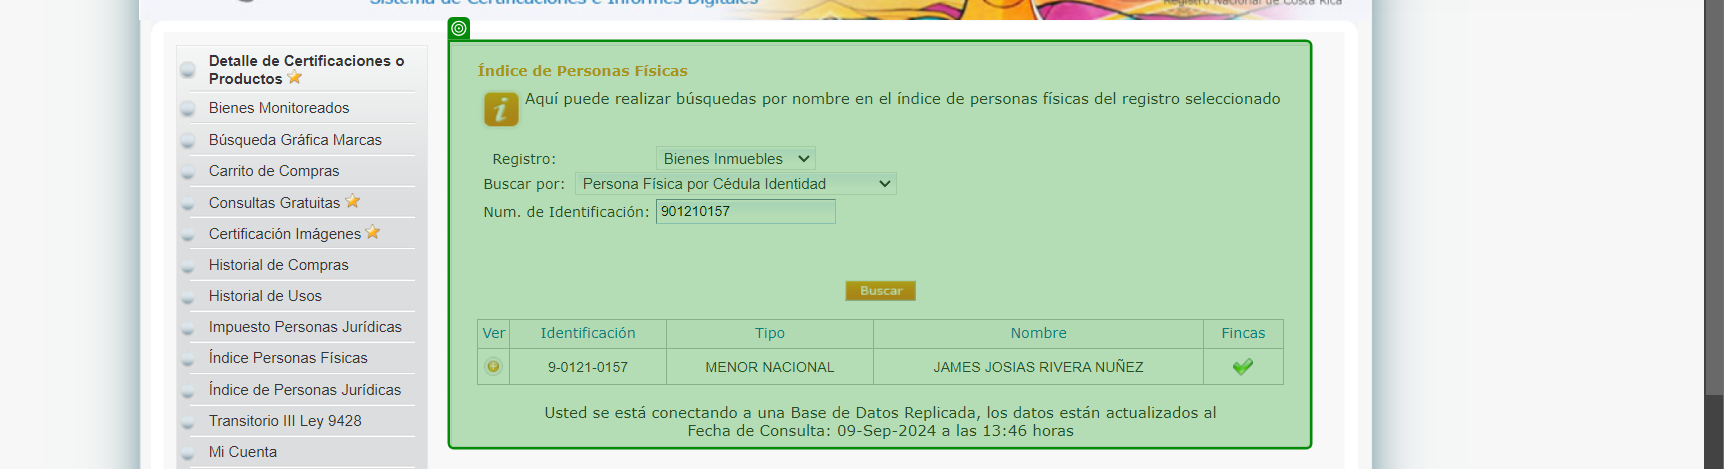 Sistema de Certificaciones e Informes Digitales
Registro Nacional de Costa Rica
Detalle de Certificaciones o
Productos
Bienes Monitoreados
Búsqueda Gráfica Marcas
Carrito de Compras
Consultas Gratuitas
Certificación Imágenes
Historial de Compras
Historial de Usos
Impuesto Personas Jurídicas
Índice Personas Físicas
Índice de Personas Jurídicas
Transitorio III Ley 9428
Mi Cuenta
Índice de Personas Físicas
i Aquí puede realizar búsquedas por nombre en el índice de personas físicas del registro seleccionado
Registro: Bienes Inmuebles
Buscar por: Persona Física por Cédula Identidad
Num. de Identificación: 901210157
Buscar
Ver Identificación Tipo Nombre Fincas
9-0121-0157 MENOR NACIONAL JAMES JOSIAS RIVERA NUÑEZ
Usted se está conectando a una Base de Datos Replicada, los datos están actualizados al
Fecha de Consulta: 09-Sep-2024 a las 13:46 horas